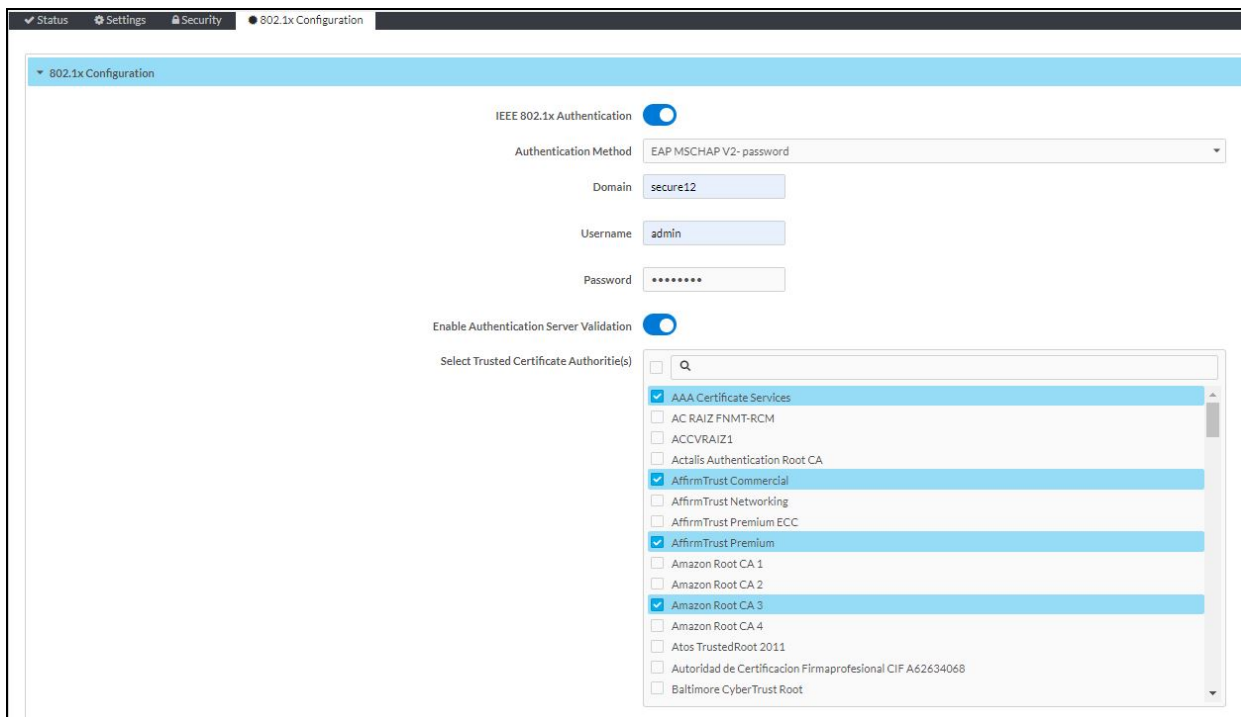 Status Settings Security 802.1x Configuration
802.1x Configuration
IEEE 802.1x Authentication
Authentication Method EAP MSCHAP V2- password
Domain secure12
Username admin
Password ••••••••
Enable Authentication Server Validation
Select Trusted Certificate Authoritie(s)
AAA Certificate Services
AC RAIZ FNMT-RCM
ACCVRAIZ1
Actalis Authentication Root CA
AffirmTrust Commercial
AffirmTrust Networking
AffirmTrust Premium ECC
AffirmTrust Premium
Amazon Root CA 1
Amazon Root CA 2
Amazon Root CA 3
Amazon Root CA 4
Atos TrustedRoot 2011
Autoridad de Certificacion Firmaprofesional CIF A62634068
Baltimore CyberTrust Root